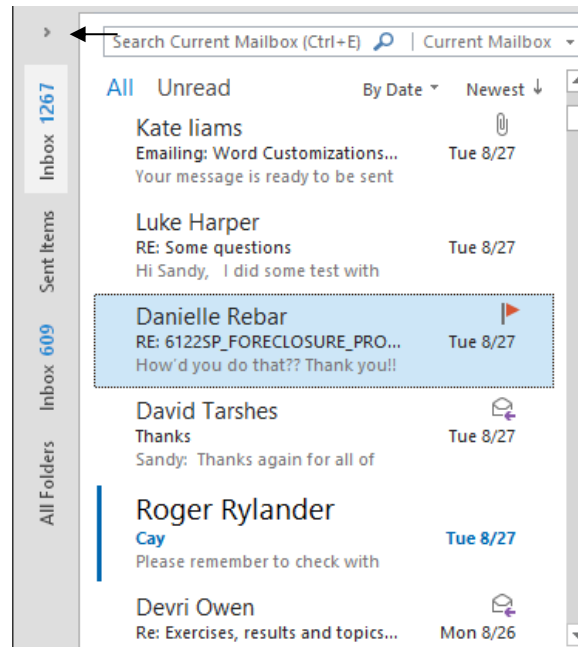 Search Current Mailbox (Ctrl+E) | Current Mailbox
All Unread By Date Newest ↓
Kate Iiams
Emailing: Word Customizations... Tue 8/27
Your message is ready to be sent
Luke Harper
RE: Some questions Tue 8/27
Hi Sandy, I did some test with
Danielle Rebar
RE: 6122SP_FORECLOSURE_PRO... Tue 8/27
How'd you do that?? Thank you!!
David Tarshes
Thanks Tue 8/27
Sandy: Thanks again for all of
Roger Rylander
Cay Tue 8/27
Please remember to check with
Devri Owen
Re: Exercises, results and topics... Mon 8/26
Inbox 1267
Sent Items
Inbox 609
All Folders